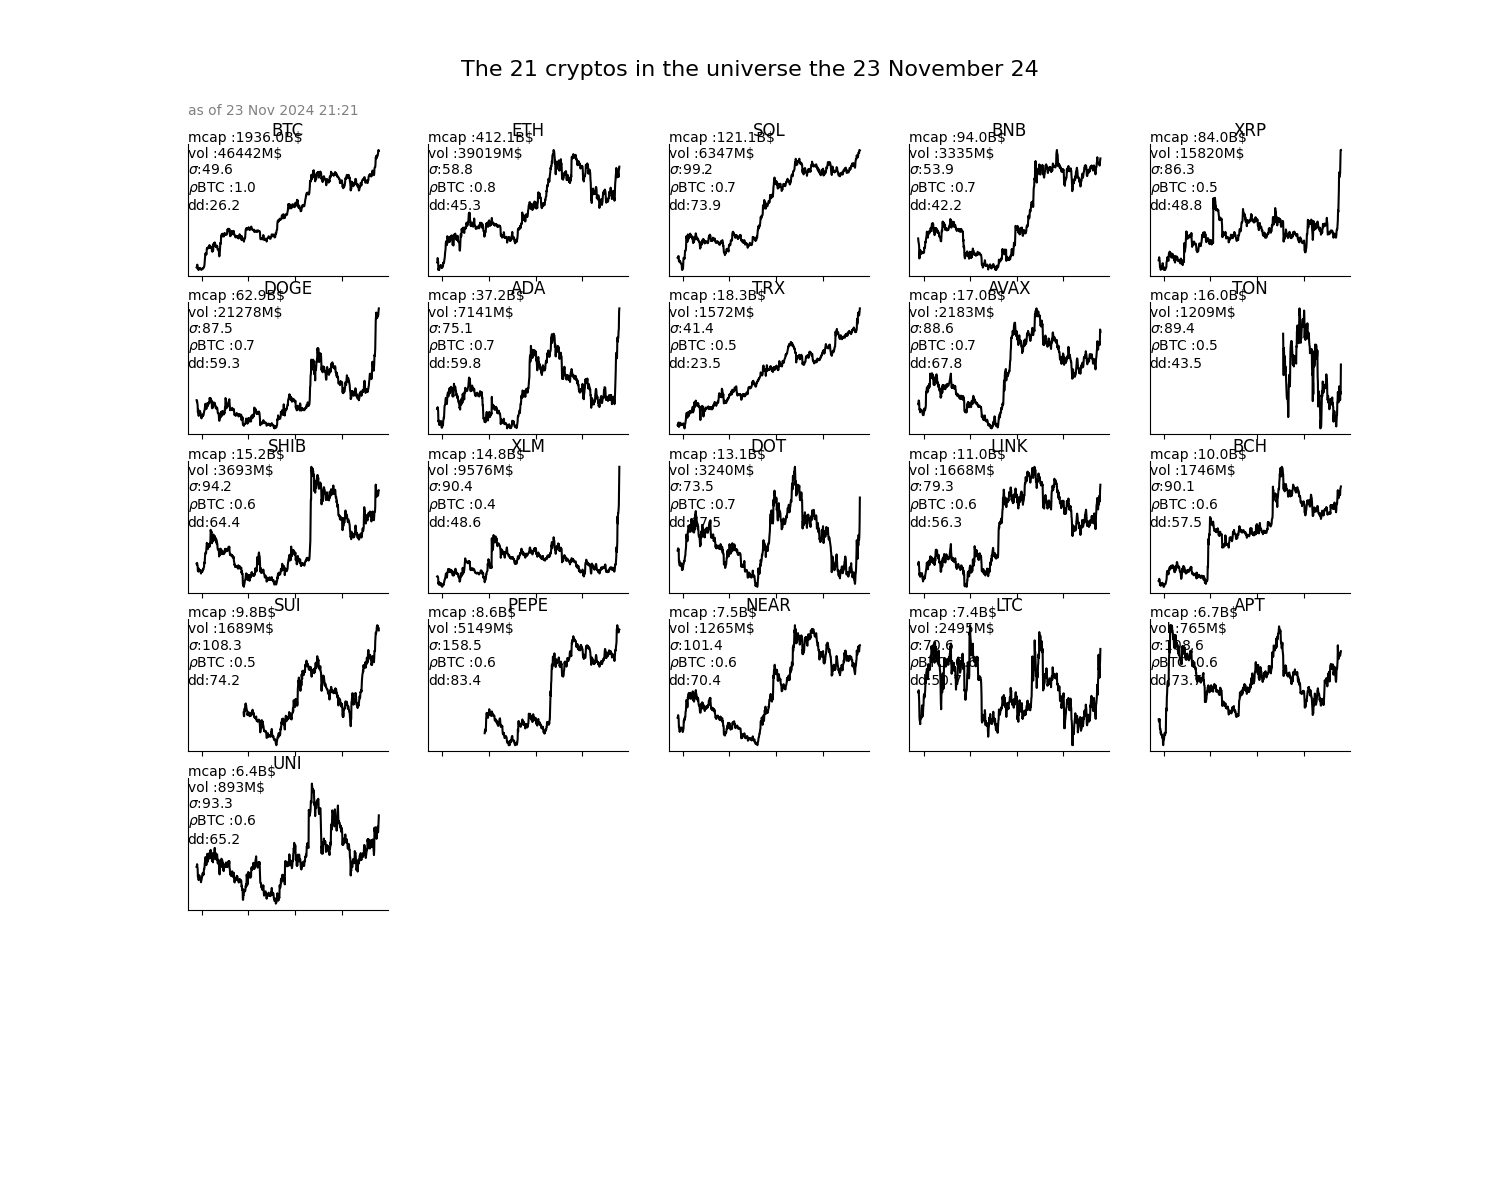 The 21 cryptos in the universe the 23 November 24
as of 23 Nov 2024 21:21
BTC
mcap :1936.0B$
vol :46442M$
σ:49.6
ρBTC :1.0
dd:26.2
ETH
mcap :412.1B$
vol :39019M$
σ:58.8
ρBTC :0.8
dd:45.3
SOL
mcap :121.1B$
vol :6347M$
σ:99.2
ρBTC :0.7
dd:73.9
BNB
mcap :94.0B$
vol :3335M$
σ:53.9
ρBTC :0.7
dd:42.2
XRP
mcap :84.0B$
vol :15820M$
σ:86.3
ρBTC :0.5
dd:48.8
DOGE
mcap :62.9B$
vol :21278M$
σ:87.5
ρBTC :0.7
dd:59.3
ADA
mcap :37.2B$
vol :7141M$
σ:75.1
ρBTC :0.7
dd:59.8
TRX
mcap :18.3B$
vol :1572M$
σ:41.4
ρBTC :0.5
dd:23.5
AVAX
mcap :17.0B$
vol :2183M$
σ:88.6
ρBTC :0.7
dd:67.8
TON
mcap :16.0B$
vol :1209M$
σ:89.4
ρBTC :0.5
dd:43.5
SHIB
mcap :15.2B$
vol :3693M$
σ:94.2
ρBTC :0.6
dd:64.4
XLM
mcap :14.8B$
vol :9576M$
σ:90.4
ρBTC :0.4
dd:48.6
DOT
mcap :13.1B$
vol :3240M$
σ:73.5
ρBTC :0.7
LINK
mcap :11.0B$
vol :1668M$
σ:79.3
ρBTC :0.6
dd:56.3
BCH
mcap :10.0B$
vol :1746M$
σ:90.1
ρBTC :0.6
dd:57.5
SUI
mcap :9.8B$
vol :1689M$
σ:108.3
ρBTC :0.5
dd:74.2
PEPE
mcap :8.6B$
vol :5149M$
σ:158.5
ρBTC :0.6
dd:83.4
NEAR
mcap :7.5B$
vol :1265M$
σ:101.4
ρBTC :0.6
dd:70.4
LTC
mcap :7.4B$
vol :2495M$
APT
mcap :6.7B$
vol :765M$
ρBTC :0.6
UNI
mcap :6.4B$
vol :893M$
σ:93.3
ρBTC :0.6
dd:65.2